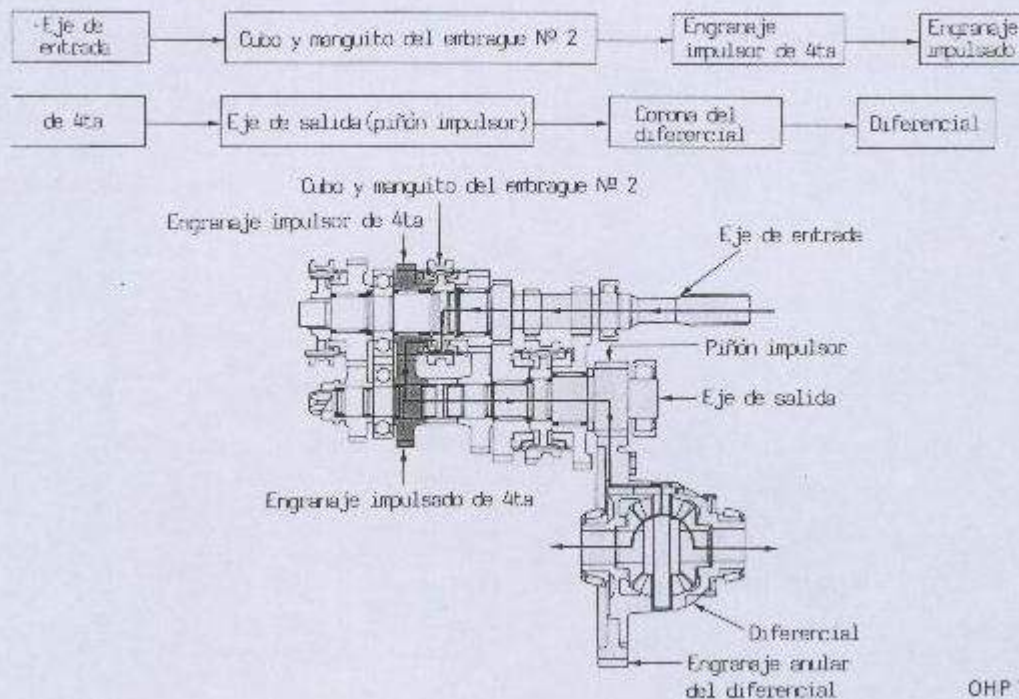 Eje de
entrada
Cubo y manguito del embrague Nº 2
Engranaje
impulsor de 4ta
Engranaje
impulsado
de 4ta
Eje de salida(piñón impulsor)
Corona del
diferencial
Diferencial
Cubo y manguito del embrague Nº 2
Engranaje impulsor de 4ta
Eje de entrada
Piñón impulsor
Eje de salida
Engranaje impulsado de 4ta
Diferencial
Engranaje anular
del diferencial
OHP